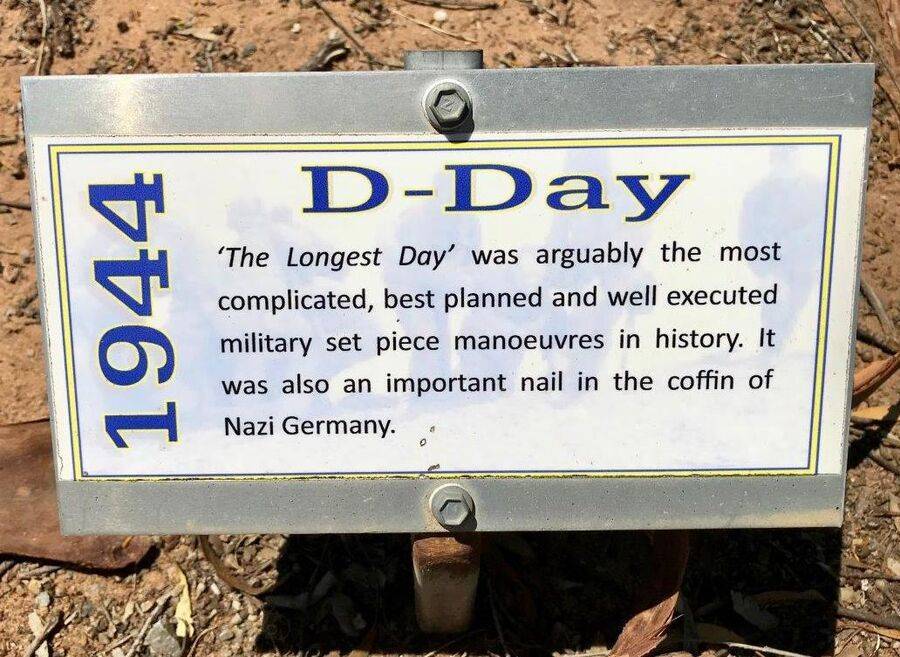 1944
D-Day
‘The Longest Day’ was arguably the most
complicated, best planned and well executed
military set piece manoeuvres in history. It
was also an important nail in the coffin of
Nazi Germany.